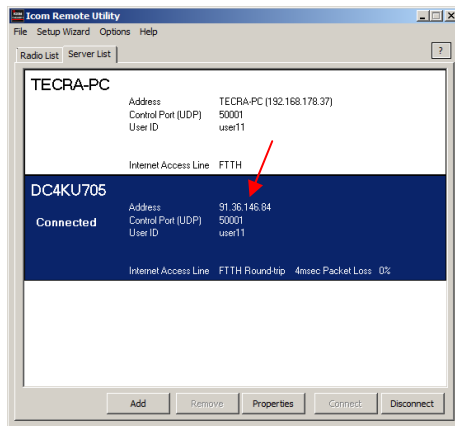 Icom Remote Utility
File Setup Wizard Options Help
Radio List Server List ?
TECRA-PC
Address TECRA-PC (192.168.178.37)
Control Port (UDP) 50001
User ID user11
Internet Access Line FTTH
DC4KU705
Connected
Address 91.36.146.84
Control Port (UDP) 50001
User ID user11
Internet Access Line FTTH Round-trip 4msec Packet Loss 0%
Add Remove Properties Connect Disconnect